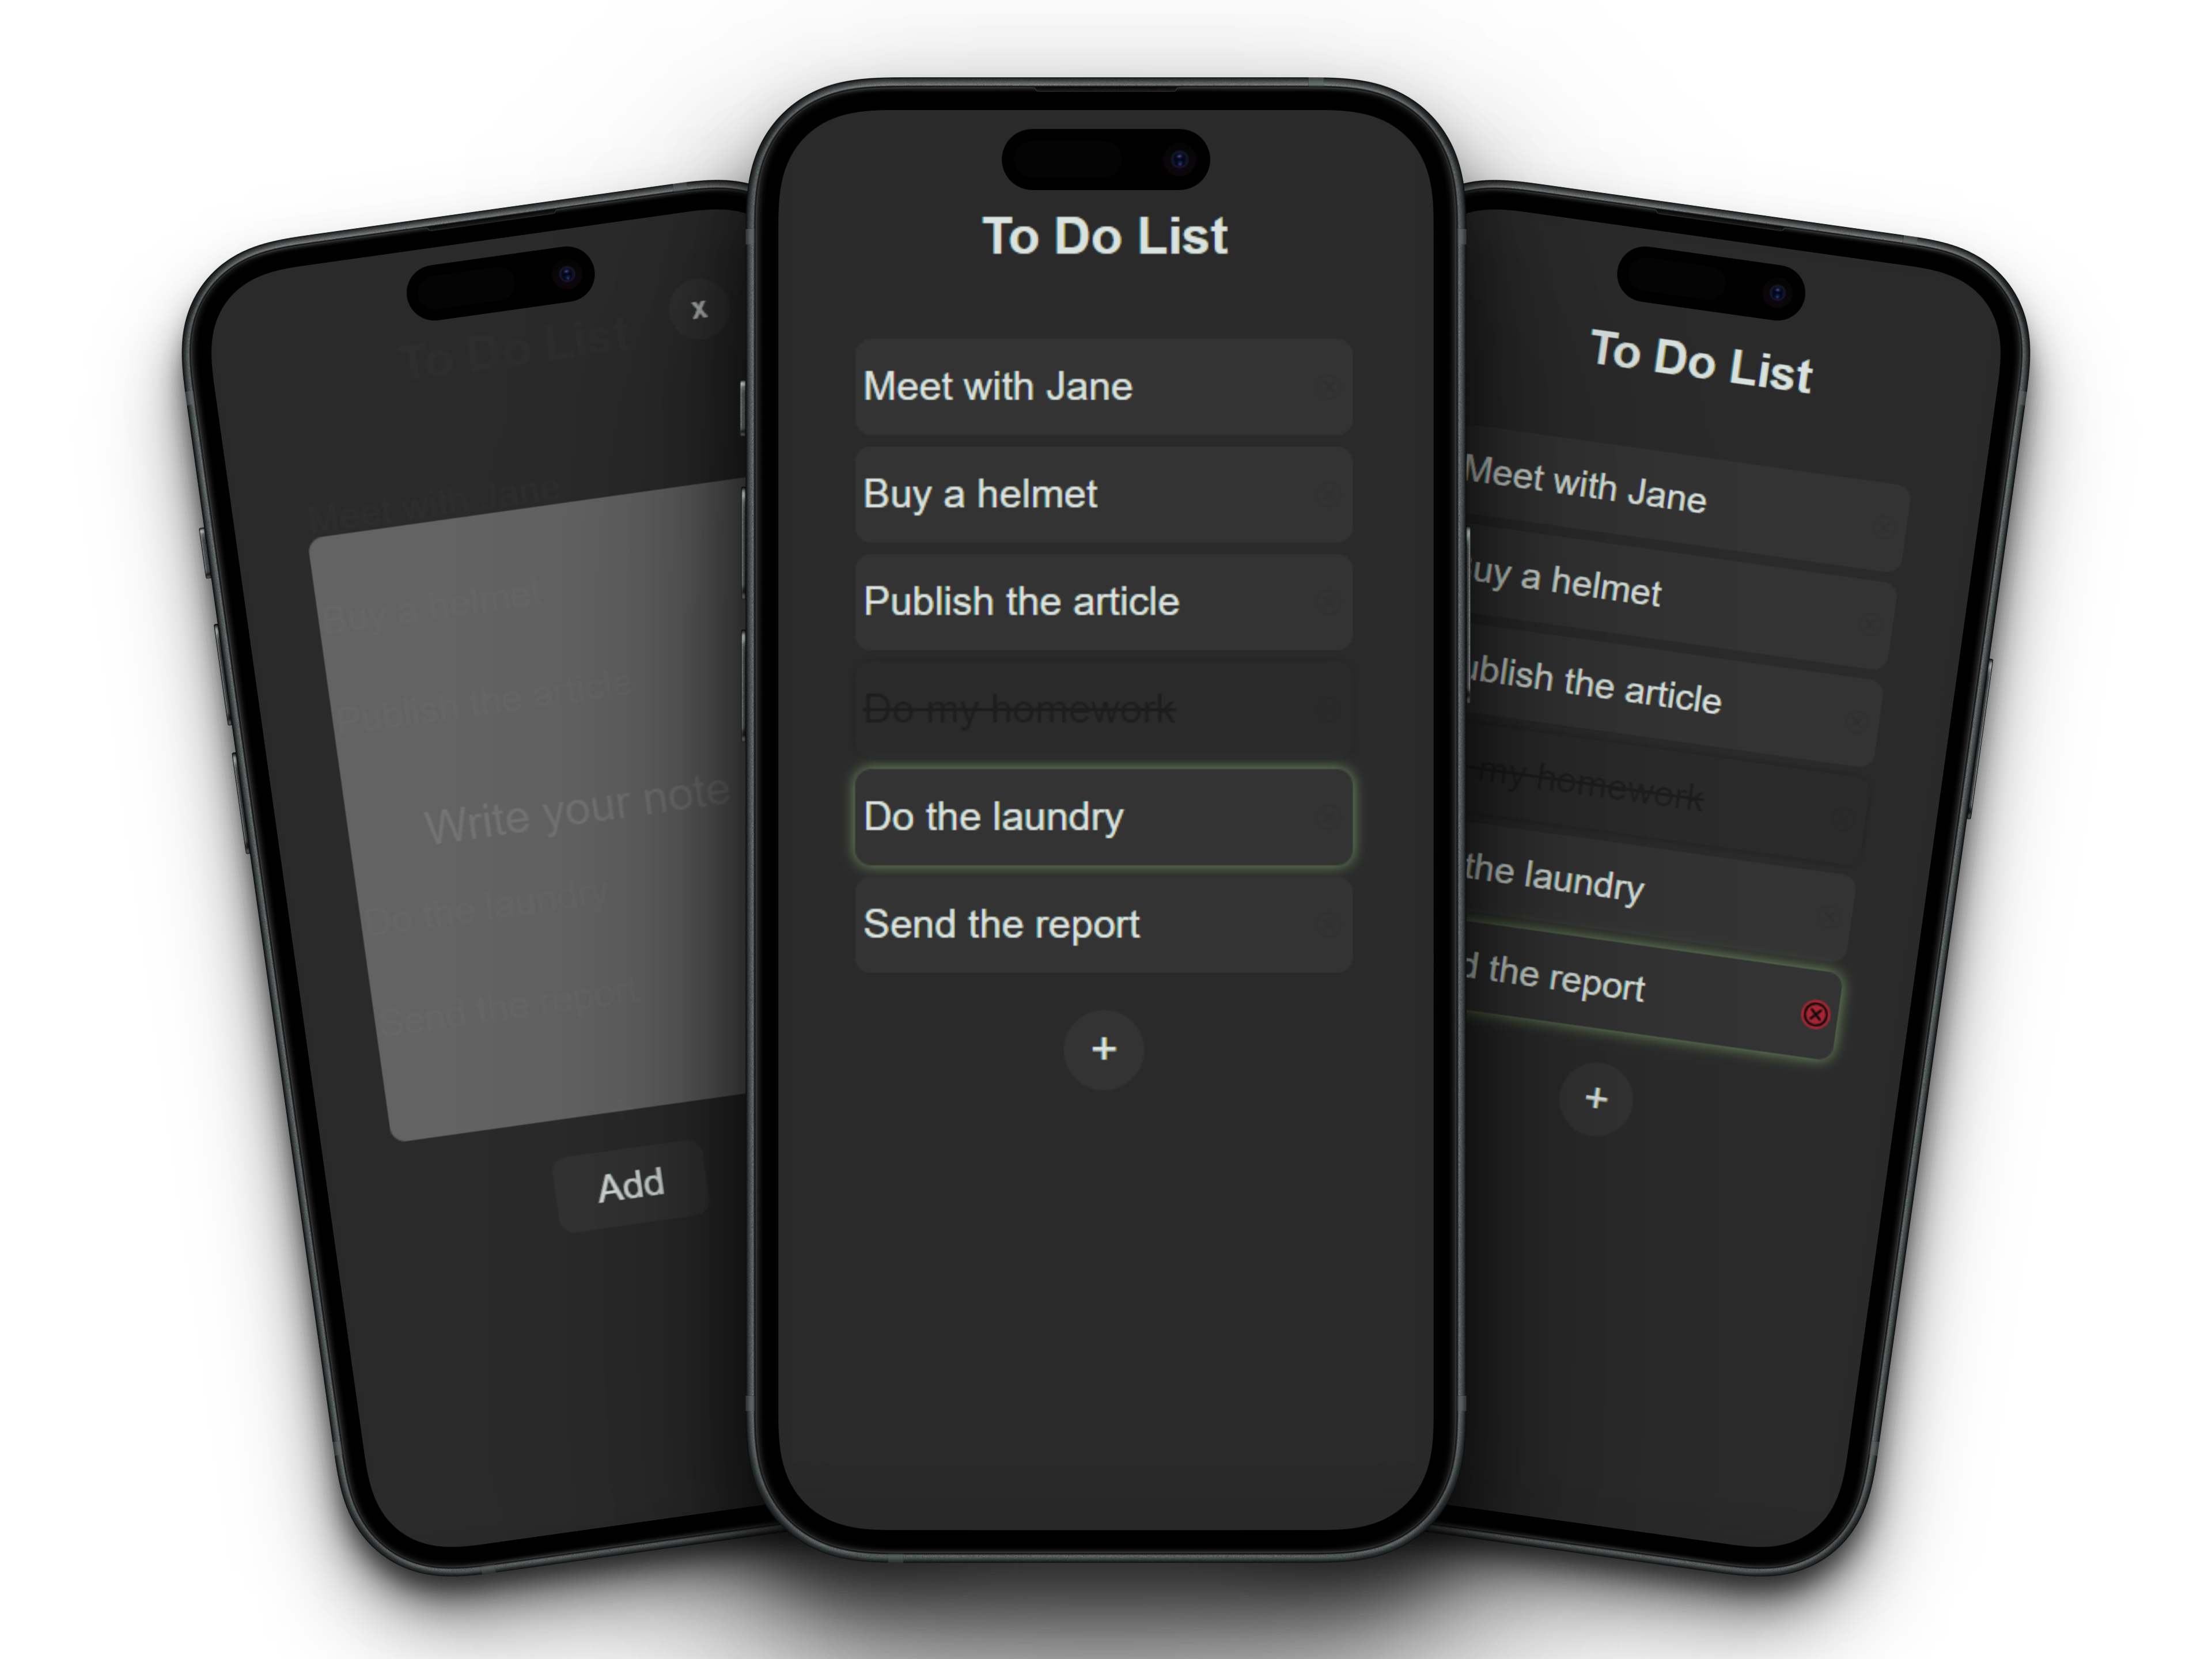 To Do List
x
Meet with Jane
Buy a helmet
Publish the article
Write your note
Do the laundry
Send the report
Add
To Do List
Meet with Jane
Buy a helmet
Publish the article
Do my homework
Do the laundry
Send the report
+
To Do List
Meet with Jane
uy a helmet
ublish the article
my homework
the laundry
d the report
+